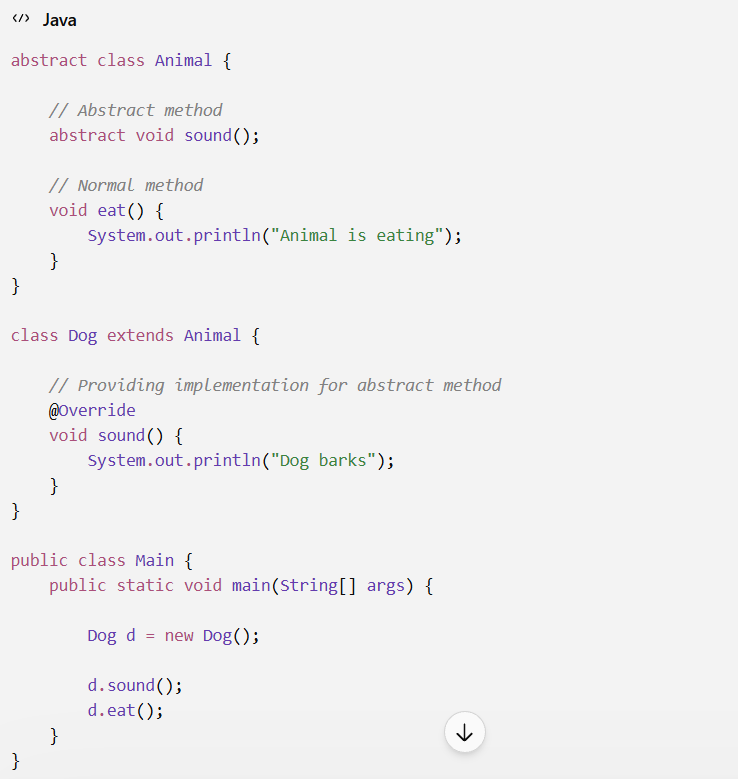 </> Java
abstract class Animal {
    // Abstract method
    abstract void sound();
    // Normal method
    void eat() {
        System.out.println("Animal is eating");
    }
}
class Dog extends Animal {
    // Providing implementation for abstract method
    @Override
    void sound() {
        System.out.println("Dog barks");
    }
}
public class Main {
    public static void main(String[] args) {
        Dog d = new Dog();
        d.sound();
        d.eat();
    }
}